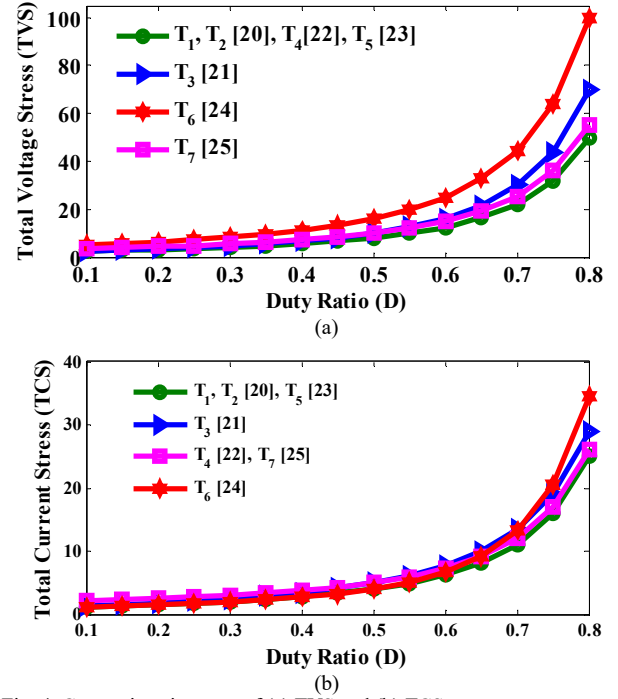 Total Voltage Stress (TVS)
100
80
60
40
20
0
T1, T2 [20], T4[22], T5 [23]
T3 [21]
T6 [24]
T7 [25]
0.1 0.2 0.3 0.4 0.5 0.6 0.7 0.8
Duty Ratio (D)
(a)
Total Current Stress (TCS)
40
30
20
10
0
T1, T2 [20], T5 [23]
T3 [21]
T4 [22], T7 [25]
T6 [24]
0.1 0.2 0.3 0.4 0.5 0.6 0.7 0.8
Duty Ratio (D)
(b)